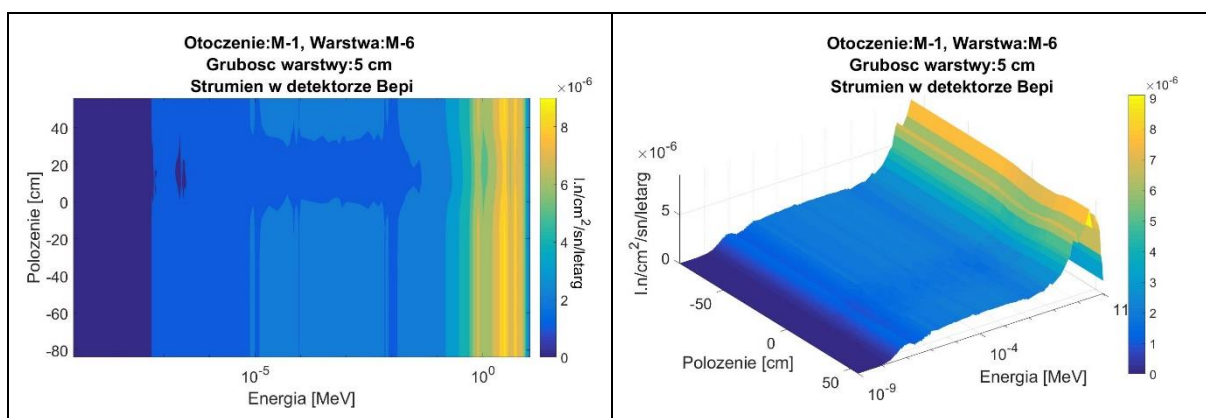 Otoczenie:M-1, Warstwa:M-6
Grubosc warstwy:5 cm
Strumien w detektorze Bepi
×10⁻⁶
40
20
0
-20
-40
-60
-80
Polozenie [cm]
10⁻⁵
10⁰
Energia [MeV]
8
6
4
2
0
l.n/cm²/sn/letarg
Otoczenie:M-1, Warstwa:M-6
Grubosc warstwy:5 cm
Strumien w detektorze Bepi
×10⁻⁶
×10⁻⁶
5
0
l.n/cm²/sn/letarg
-50
0
50
Polozenie [cm]
10⁻⁹
10⁻⁴
11
Energia [MeV]
9
8
7
6
5
4
3
2
1
0